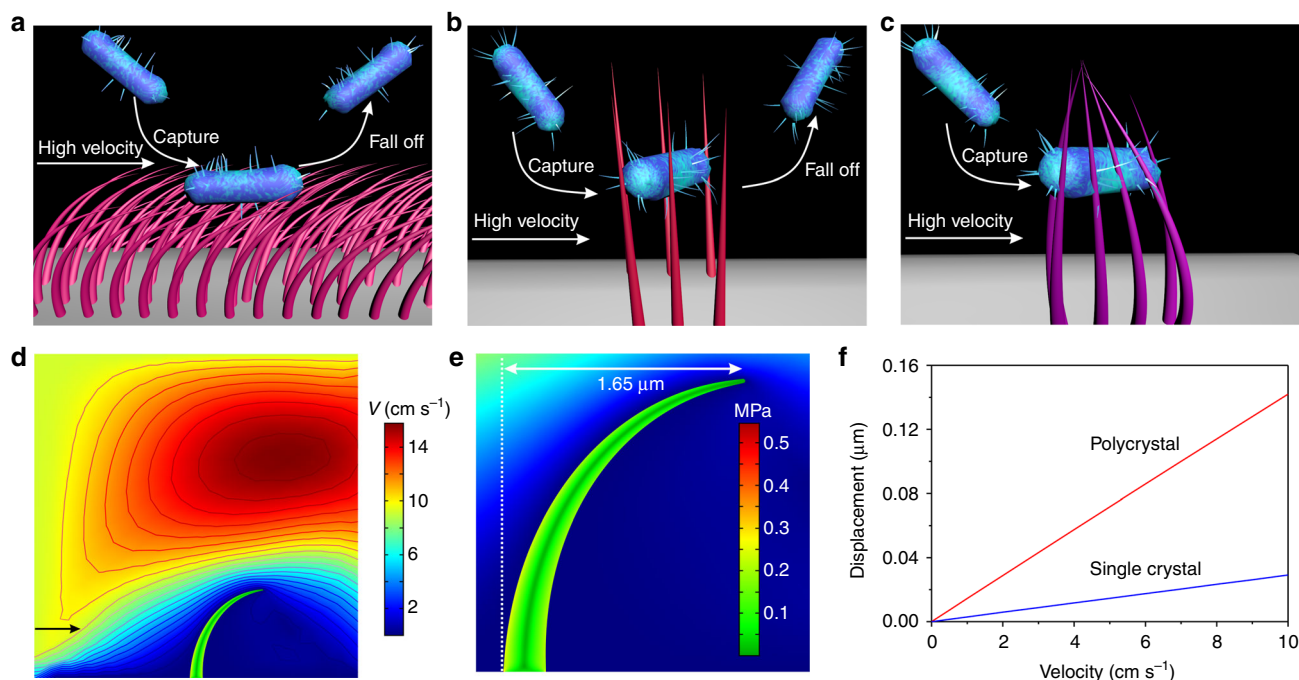 a
High velocity
Capture
Fall off
b
Capture
High velocity
Fall off
c
Capture
High velocity
d
V (cm s⁻¹)
14
10
6
2
e
1.65 μm
MPa
0.5
0.4
0.3
0.2
0.1
f
0.16
0.12
0.08
0.04
0.00
Displacement (μm)
Polycrystal
Single crystal
0 2 4 6 8 10
Velocity (cm s⁻¹)